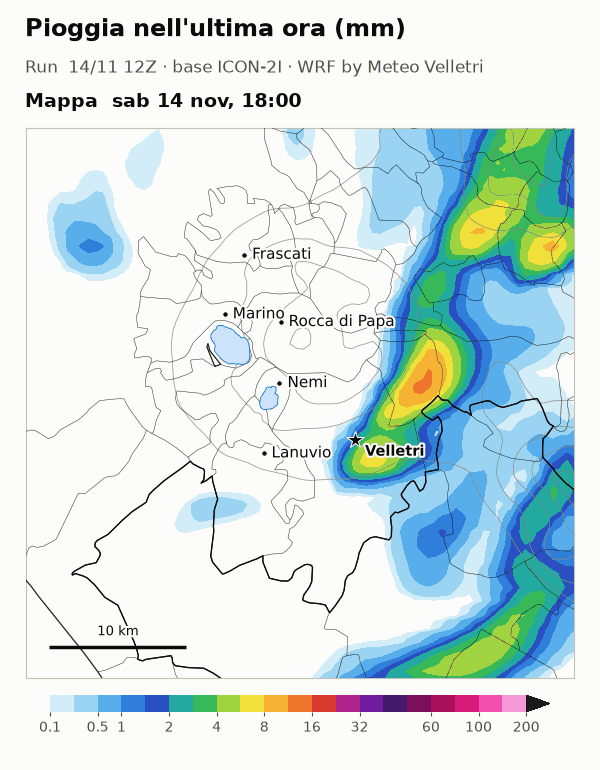 Pioggia nell'ultima ora (mm)
Run  14/11 12Z · base ICON-2I · WRF by Meteo Velletri
Mappa  sab 14 nov, 18:00
Frascati
Marino
Rocca di Papa
Nemi
Velletri
Lanuvio
10 km
0.1 0.5 1 2 4 8 16 32 60 100 200